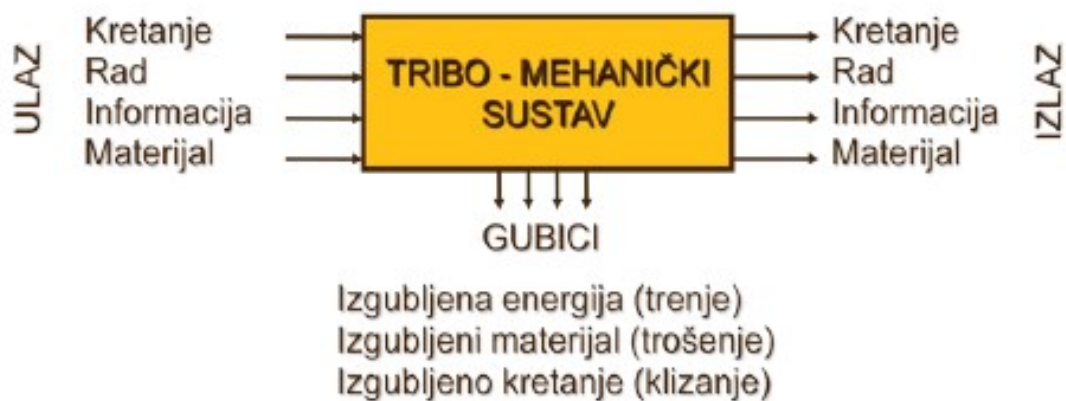 ULAZ
Kretanje
Rad
Informacija
Materijal
TRIBO - MEHANIČKI
SUSTAV
Kretanje
Rad
Informacija
Materijal
IZLAZ
GUBICI
Izgubljena energija (trenje)
Izgubljeni materijal (trošenje)
Izgubljeno kretanje (klizanje)